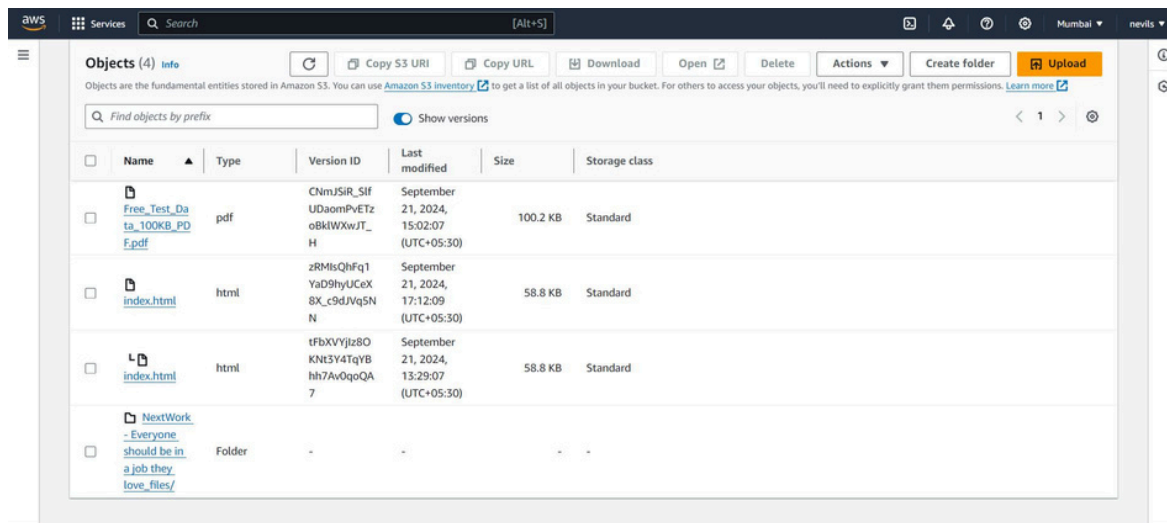 aws Services Search [Alt+S] Mumbai ▼ nevils ▼
Objects (4) Info Copy S3 URI Copy URL Download Open Delete Actions ▼ Create folder Upload
Objects are the fundamental entities stored in Amazon S3. You can use Amazon S3 inventory to get a list of all objects in your bucket. For others to access your objects, you'll need to explicitly grant them permissions. Learn more
Find objects by prefix Show versions 1
Name ▲ Type Version ID Last modified Size Storage class
Free_Test_Da
ta_100KB_PD
F.pdf
pdf
CNmJSiR_Slf
UDaomPvETz
oBklWXwJT_
H
September
21, 2024,
15:02:07
(UTC+05:30)
100.2 KB
Standard
index.html
html
zRMIsQhFq1
YaD9hyUCeX
8X_c9dJVq5N
N
September
21, 2024,
17:12:09
(UTC+05:30)
58.8 KB
Standard
index.html
html
tFbXVYjIz8O
KNt3Y4TqYB
hh7Av0qoQA
7
September
21, 2024,
13:29:07
(UTC+05:30)
58.8 KB
Standard
NextWork
- Everyone
should be in
a job they
love_files/
Folder
-
-
-
-